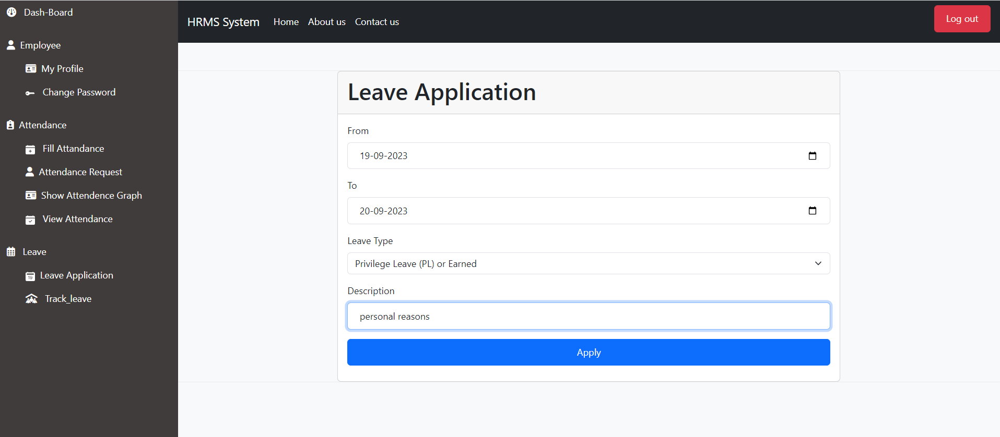 Dash-Board
Employee
My Profile
Change Password
Attendance
Fill Attandance
Attendance Request
Show Attendence Graph
View Attendance
Leave
19
Leave Application
Track_leave
HRMS System Home About us Contact us
Log out
Leave Application
From
19-09-2023
To
20-09-2023
Leave Type
Privilege Leave (PL) or Earned
Description
personal reasons
Apply